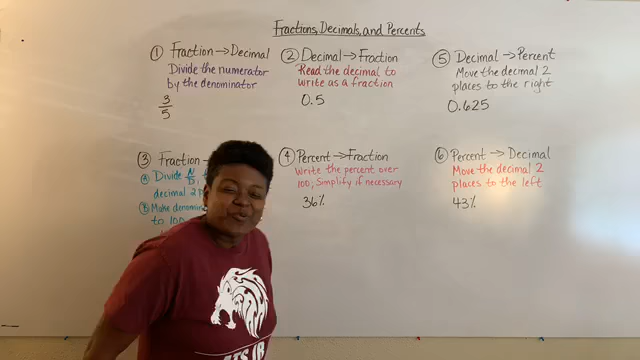 Fractions, Decimals, and Percents
① Fraction → Decimal
Divide the numerator
by the denominator
3
5
② Decimal → Fraction
Read the decimal to
write as a fraction
0.5
⑤ Decimal → Percent
Move the decimal 2
places to the right
0.625
③ Fraction
ⓐ Divide N/D,
decimal 2
ⓑ Make
to 100
④ Percent → Fraction
Write the percent over
100; Simplify if necessary
36%
⑥ Percent → Decimal
Move the decimal 2
places to the left
43%